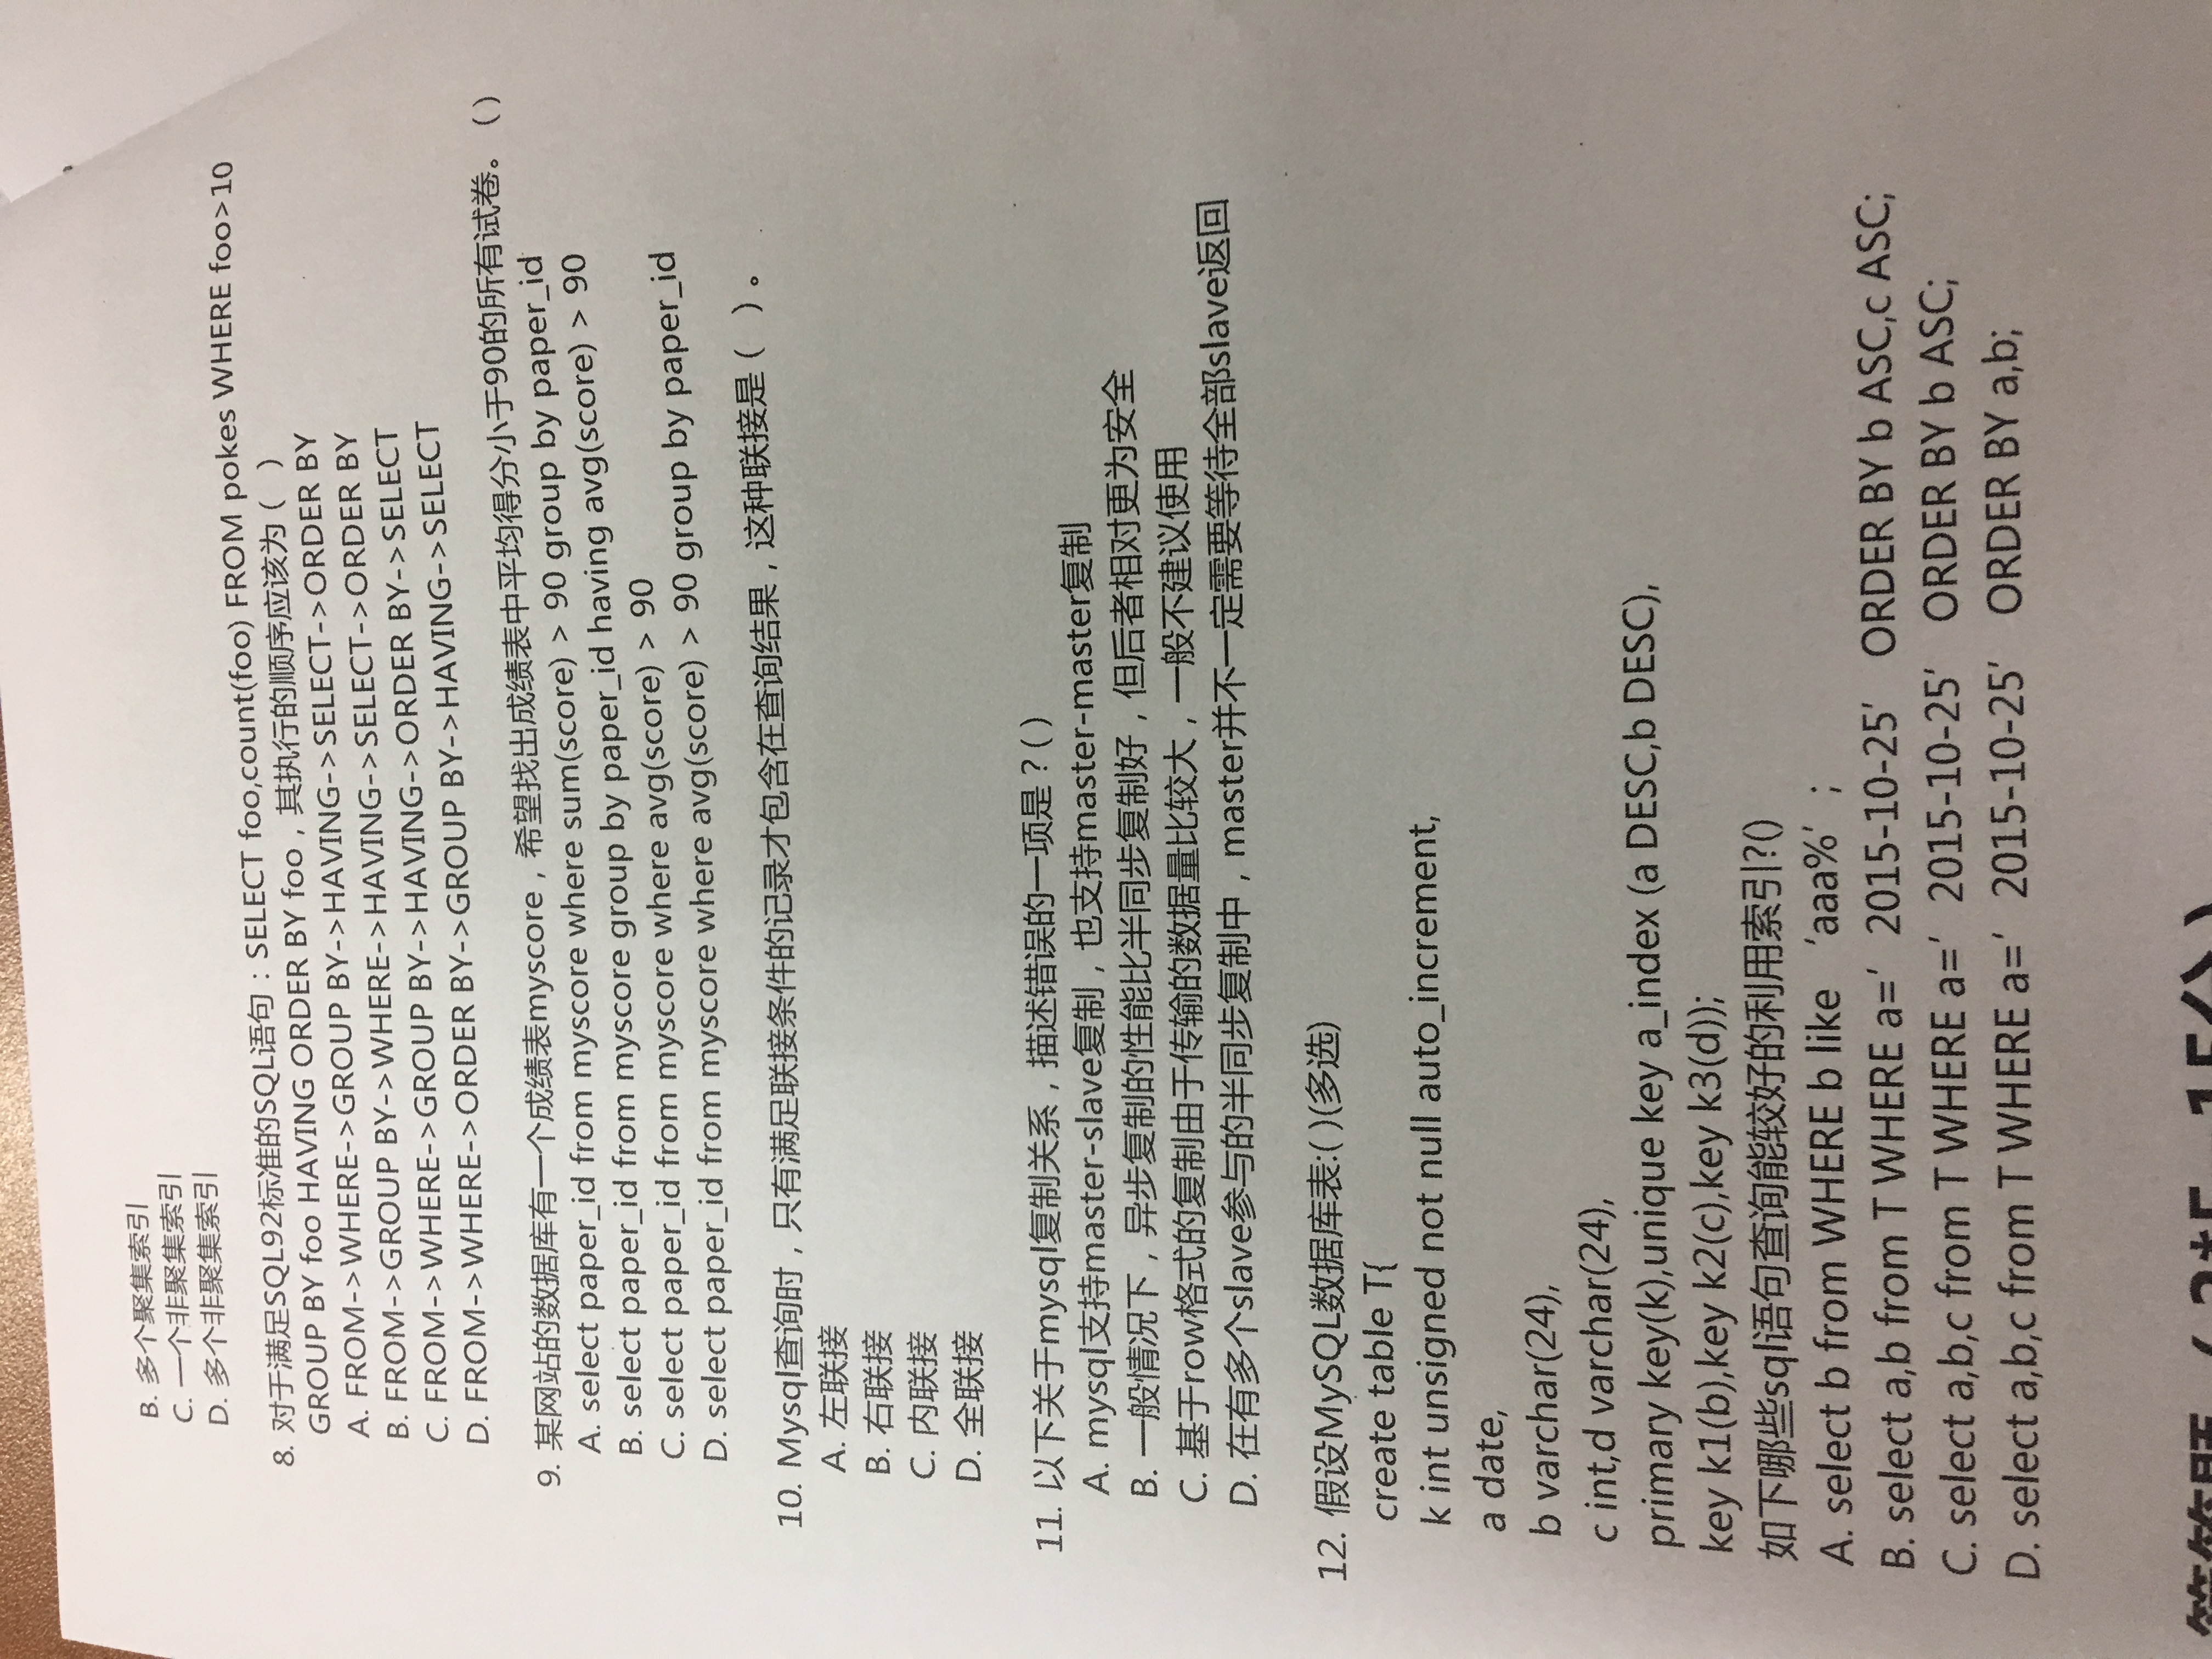 B. 多个聚集索引
C. 一个非聚集索引
D. 多个非聚集索引
8. 对于满足SQL92标准的SQL语句：SELECT foo,count(foo) FROM pokes WHERE foo>10
GROUP BY foo HAVING ORDER BY foo，其执行的顺序应该为（ ）
A. FROM->WHERE->GROUP BY->HAVING->SELECT->ORDER BY
B. FROM->GROUP BY->WHERE->HAVING->SELECT->ORDER BY
C. FROM->WHERE->GROUP BY->HAVING->ORDER BY->SELECT
D. FROM->WHERE->ORDER BY->GROUP BY->HAVING->SELECT
9. 某网站的数据库有一个成绩表myscore，希望找出成绩表中平均得分小于90的所有试卷。（）
A. select paper_id from myscore where sum(score) > 90 group by paper_id
B. select paper_id from myscore group by paper_id having avg(score) > 90
C. select paper_id from myscore where avg(score) > 90
D. select paper_id from myscore where avg(score) > 90 group by paper_id
10. Mysql查询时，只有满足联接条件的记录才包含在查询结果，这种联接是（ ）。
A. 左联接
B. 右联接
C. 内联接
D. 全联接
11. 以下关于mysql复制关系，描述错误的一项是？( )
A. mysql支持master-slave复制，也支持master-master复制
B. 一般情况下，异步复制的性能比半同步复制好，但后者相对更为安全
C. 基于row格式的复制由于传输的数据量比较大，一般不建议使用
D. 在有多个slave参与的半同步复制中，master并不一定需要等待全部slave返回
12. 假设MySQL数据库表:( )(多选)
create table T{
k int unsigned not null auto_increment,
a date,
b varchar(24),
c int,d varchar(24),
primary key(k),unique key a_index (a DESC,b DESC),
key k1(b),key k2(c),key k3(d));
如下哪些sql语句查询能较好的利用索引?()
A. select b from WHERE b like ‘aaa%’;
B. select a,b from T WHERE a=’2015-10-25’ ORDER BY b ASC,c ASC;
C. select a,b,c from T WHERE a=’2015-10-25’ ORDER BY b ASC;
D. select a,b,c from T WHERE a=’2015-10-25’ ORDER BY a,b;